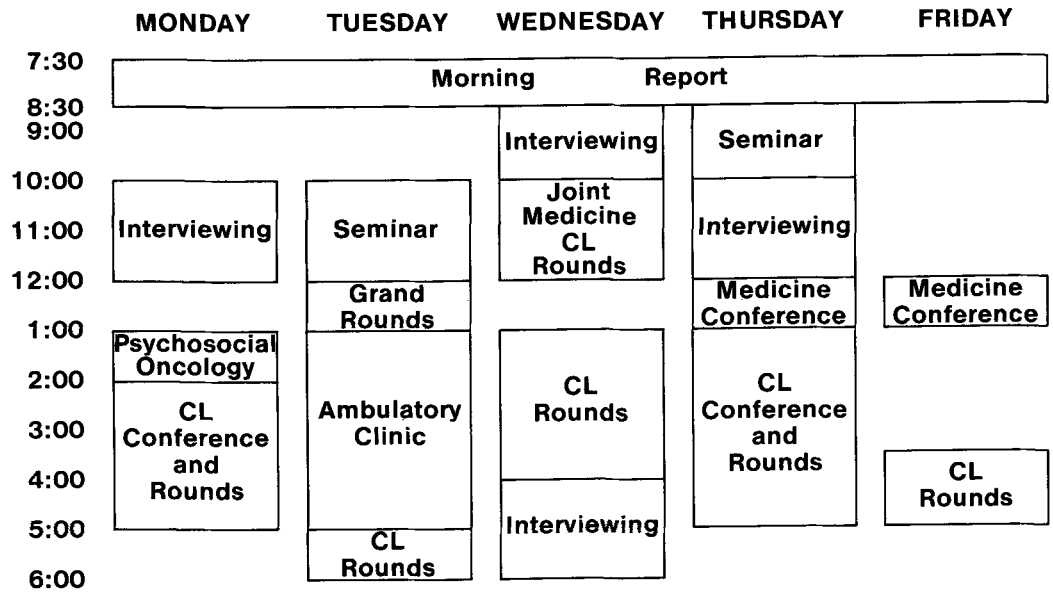 MONDAY TUESDAY WEDNESDAY THURSDAY FRIDAY
7:30
Morning Report
8:30
9:00
Interviewing
Seminar
10:00
Interviewing
Seminar
Joint
Medicine
CL
Rounds
Interviewing
11:00
12:00
Grand
Rounds
Medicine
Conference
Medicine
Conference
1:00
Psychosocial
Oncology
2:00
CL
Conference
and
Rounds
Ambulatory
Clinic
CL
Rounds
CL
Conference
and
Rounds
3:00
4:00
Interviewing
CL
Rounds
5:00
CL
Rounds
6:00